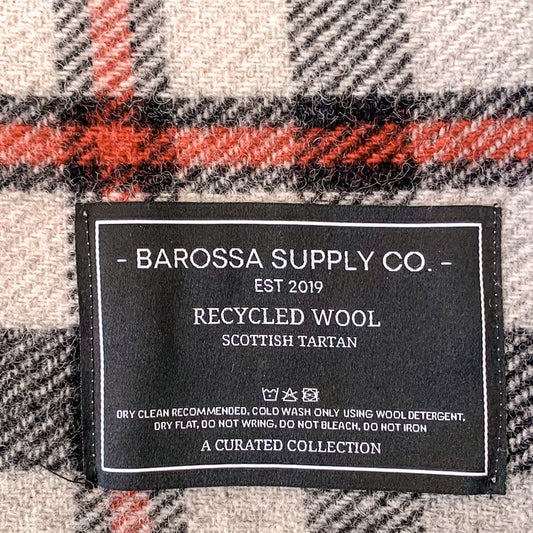 - BAROSSA SUPPLY CO. -
EST 2019
RECYCLED WOOL
SCOTTISH TARTAN
DRY CLEAN RECOMMENDED, COLD WASH ONLY USING WOOL DETERGENT,
DRY FLAT, DO NOT WRING, DO NOT BLEACH, DO NOT IRON
A CURATED COLLECTION